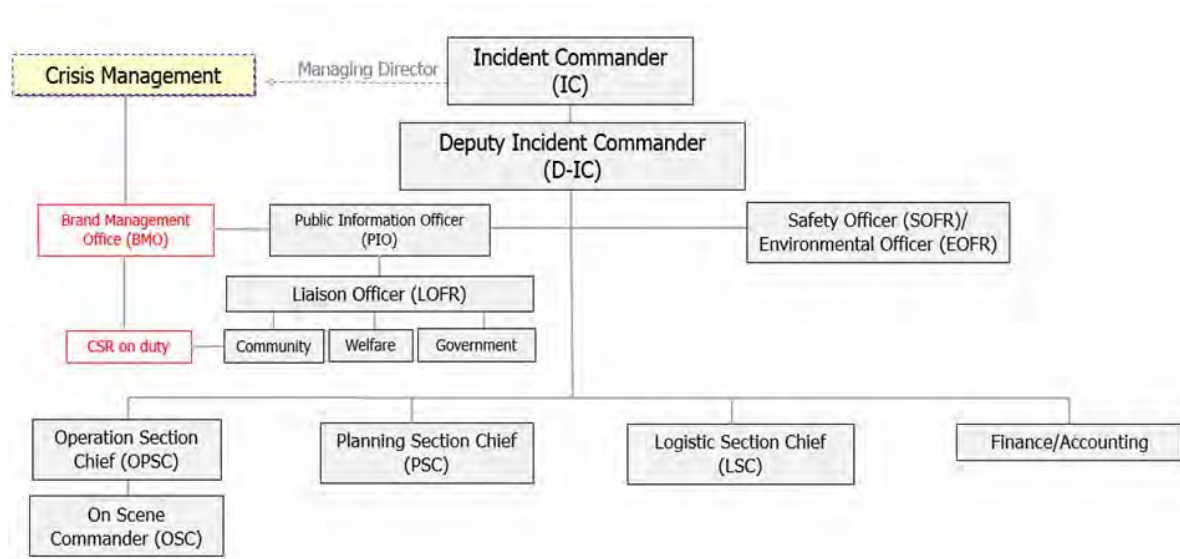 Crisis Management
Managing Director
Incident Commander
(IC)
Deputy Incident Commander
(D-IC)
Brand Management
Office (BMO)
Public Information Officer
(PIO)
Safety Officer (SOFR)/
Environmental Officer (EOFR)
Liaison Officer (LOFR)
CSR on duty
Community
Welfare
Government
Operation Section
Chief (OPSC)
Planning Section Chief
(PSC)
Logistic Section Chief
(LSC)
Finance/Accounting
On Scene
Commander (OSC)